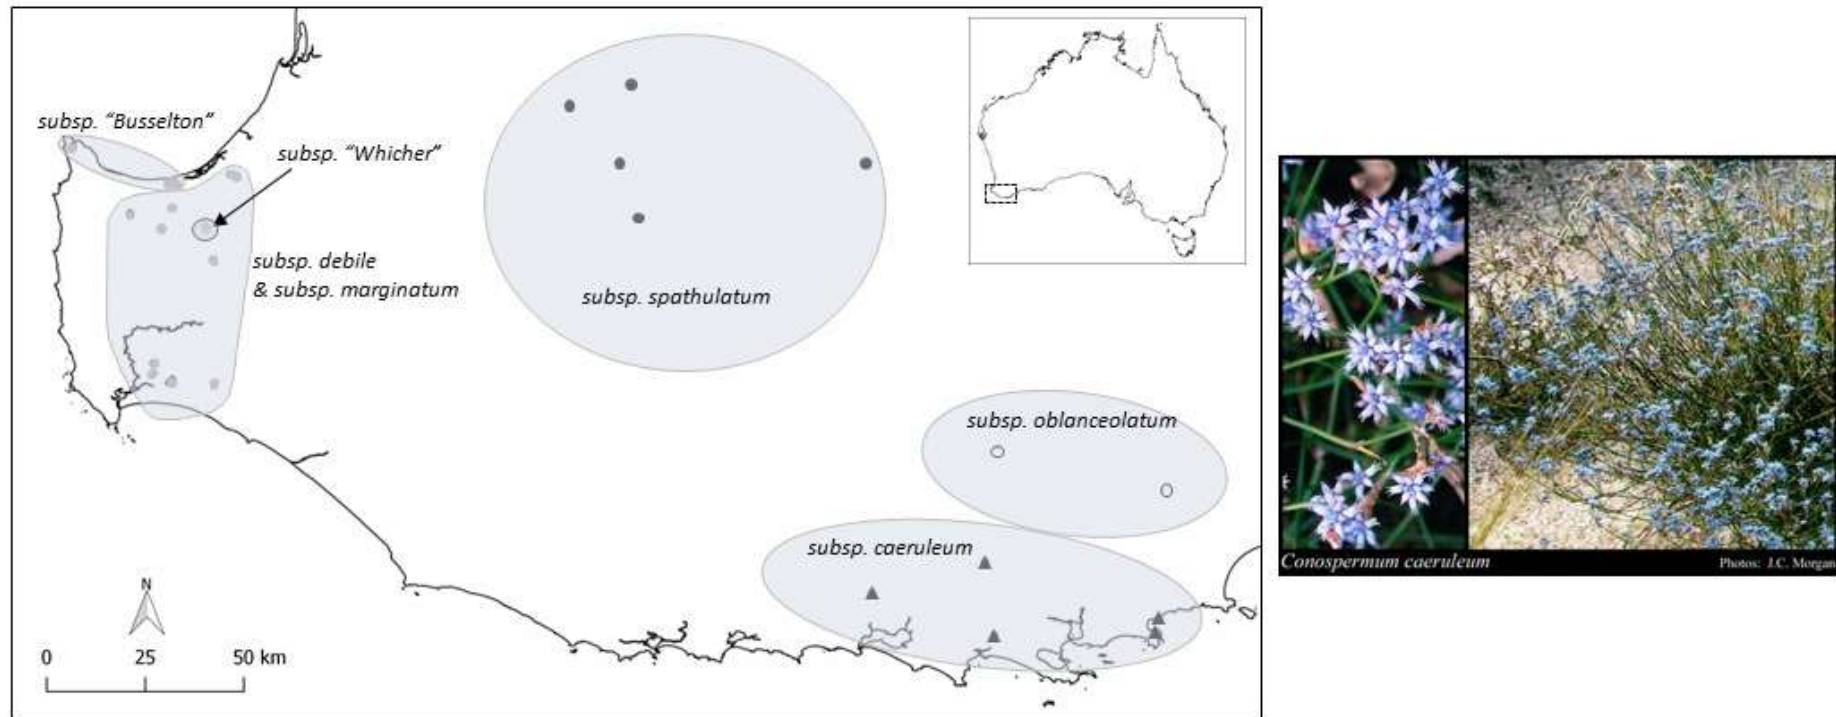 subsp. “Busselton”
subsp. “Whicher”
subsp. debile
& subsp. marginatum
subsp. spathulatum
subsp. oblanceolatum
subsp. caeruleum
N
0 25 50 km
Conospermum caeruleum
Photos: J.C. Morgan